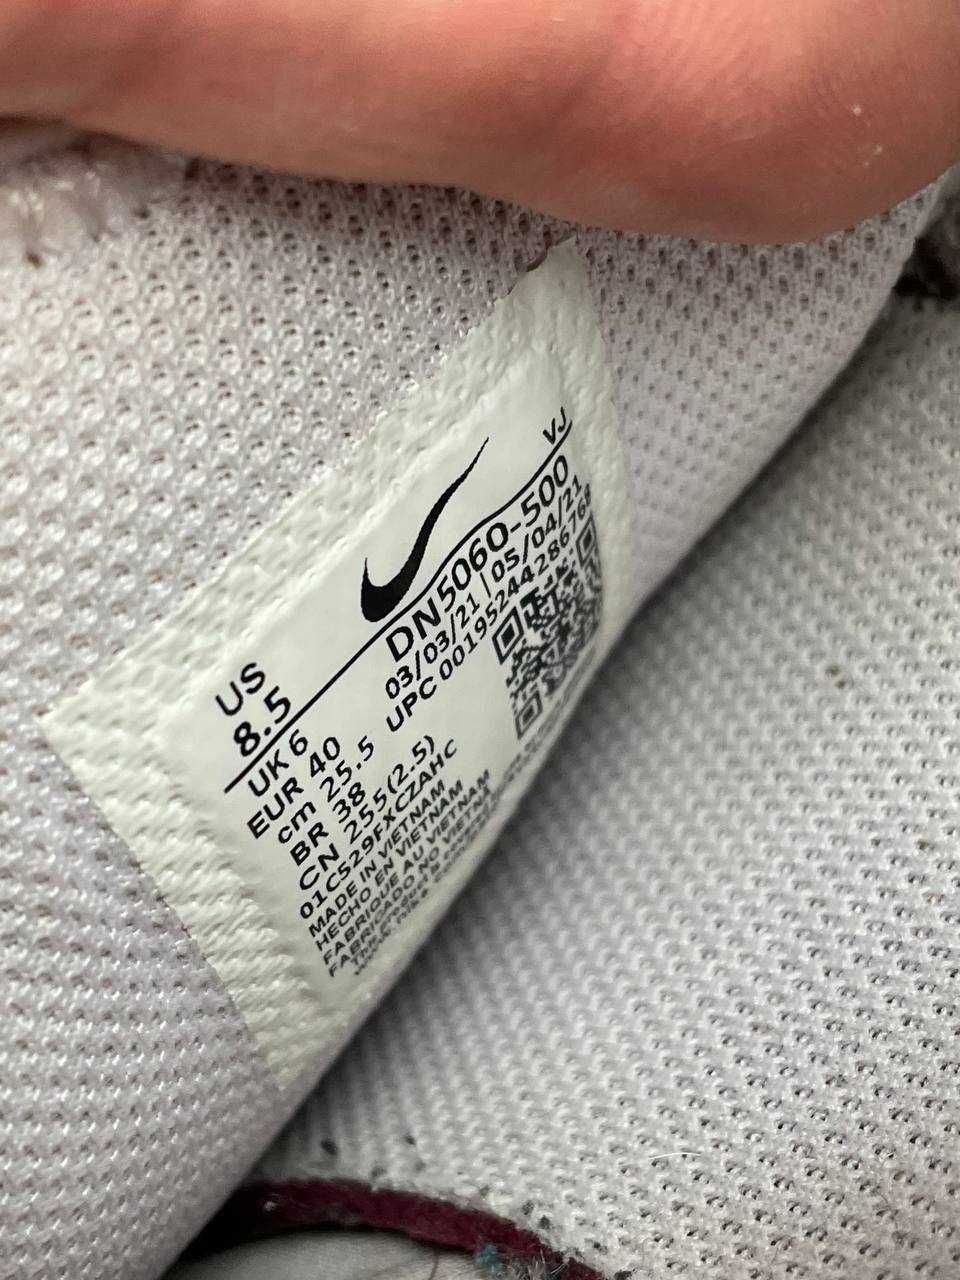 VJ
DN5060-500
03/03/21 | 05/04/21
UPC 00195244286768
US
8.5
UK 6
EUR 40
cm 25.5
BR 38
CN 255(2.5)
01C529FXCZAHC
MADE IN VIETNAM
HECHO EN VIETNAM
FABRIQUE AU VIETNAM
FABRICADO NO VIETNM